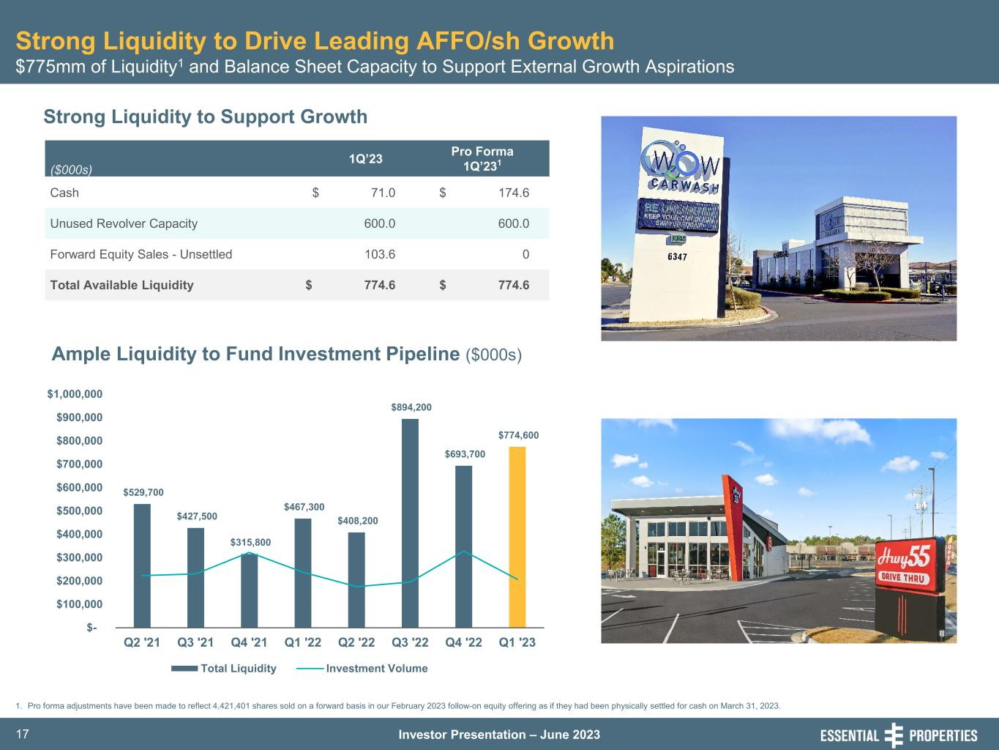 Strong Liquidity to Drive Leading AFFO/sh Growth
$775mm of Liquidity1 and Balance Sheet Capacity to Support External Growth Aspirations
Strong Liquidity to Support Growth
($000s) 1Q’23 Pro Forma 1Q’231
Cash $ 71.0 $ 174.6
Unused Revolver Capacity 600.0 600.0
Forward Equity Sales - Unsettled 103.6 0
Total Available Liquidity $ 774.6 $ 774.6
WOW
CARWASH
6347
Ample Liquidity to Fund Investment Pipeline ($000s)
$1,000,000
$900,000
$800,000
$700,000
$600,000
$500,000
$400,000
$300,000
$200,000
$100,000
$-
$529,700
$427,500
$315,800
$467,300
$408,200
$894,200
$693,700
$774,600
Q2 '21 Q3 '21 Q4 '21 Q1 '22 Q2 '22 Q3 '22 Q4 '22 Q1 '23
Total Liquidity Investment Volume
Hwy 55
Hwy55
DRIVE THRU
OPEN
1. Pro forma adjustments have been made to reflect 4,421,401 shares sold on a forward basis in our February 2023 follow-on equity offering as if they had been physically settled for cash on March 31, 2023.
17
Investor Presentation – June 2023
ESSENTIAL PROPERTIES